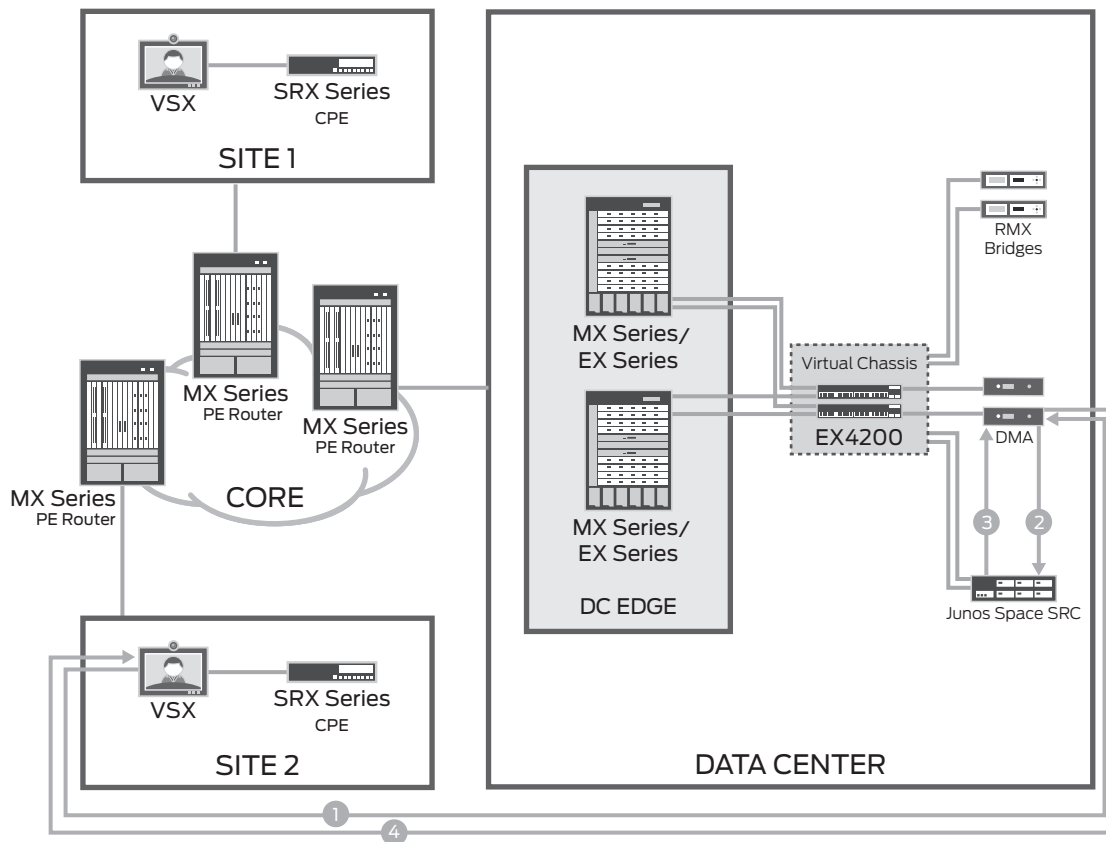 VSX
SRX Series
CPE
SITE 1
MX Series
PE Router
MX Series
PE Router
MX Series
PE Router
CORE
VSX
SRX Series
CPE
SITE 2
MX Series/
EX Series
MX Series/
EX Series
DC EDGE
Virtual Chassis
EX4200
RMX
Bridges
DMA
3
2
Junos Space SRC
DATA CENTER
1
4